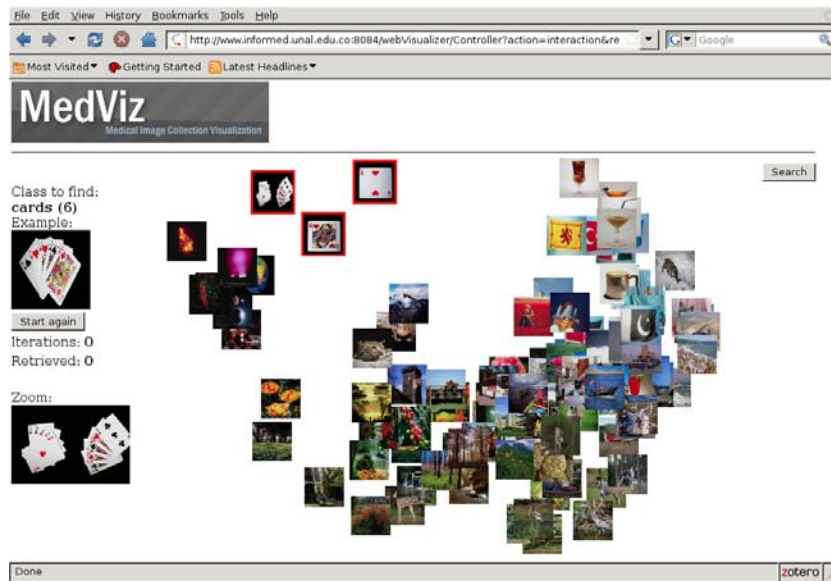 File Edit View History Bookmarks Tools Help
http://www.informed.unal.edu.co:8084/webVisualizer/Controller?action=interaction&re
Google
Most Visited Getting Started Latest Headlines
MedViz
Medical Image Collection Visualization
Search
Class to find:
cards (6)
Example:
Start again
Iterations: 0
Retrieved: 0
Zoom:
Done
zotero